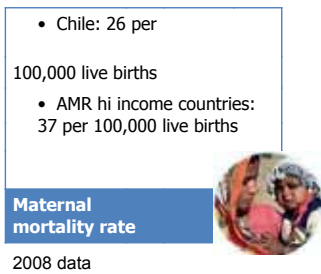 • Chile: 26 per
100,000 live births
• AMR hi income countries:
37 per 100,000 live births
Maternal
mortality rate
2008 data